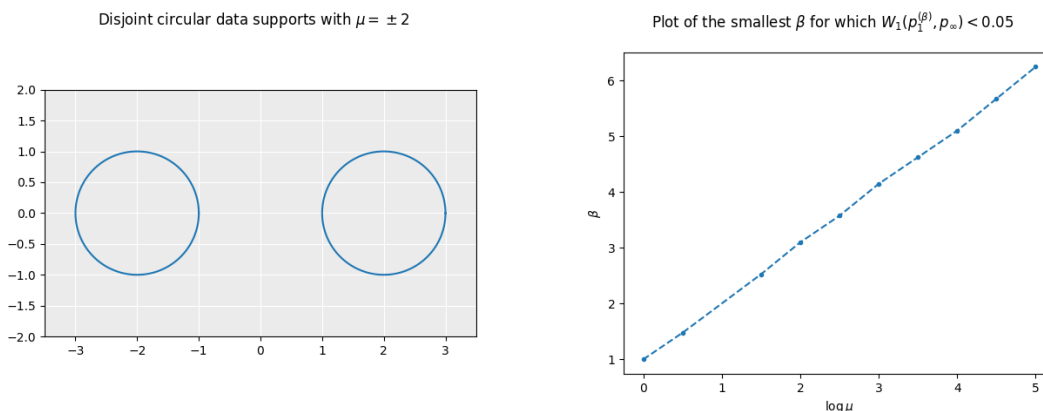 Disjoint circular data supports with μ = ±2
2.0
1.5
1.0
0.5
0.0
−0.5
−1.0
−1.5
−2.0
−3 −2 −1 0 1 2 3
Plot of the smallest β for which W₁(p₁^(β), p∞) < 0.05
6
5
4
3
2
1
β
0 1 2 3 4 5
log μ